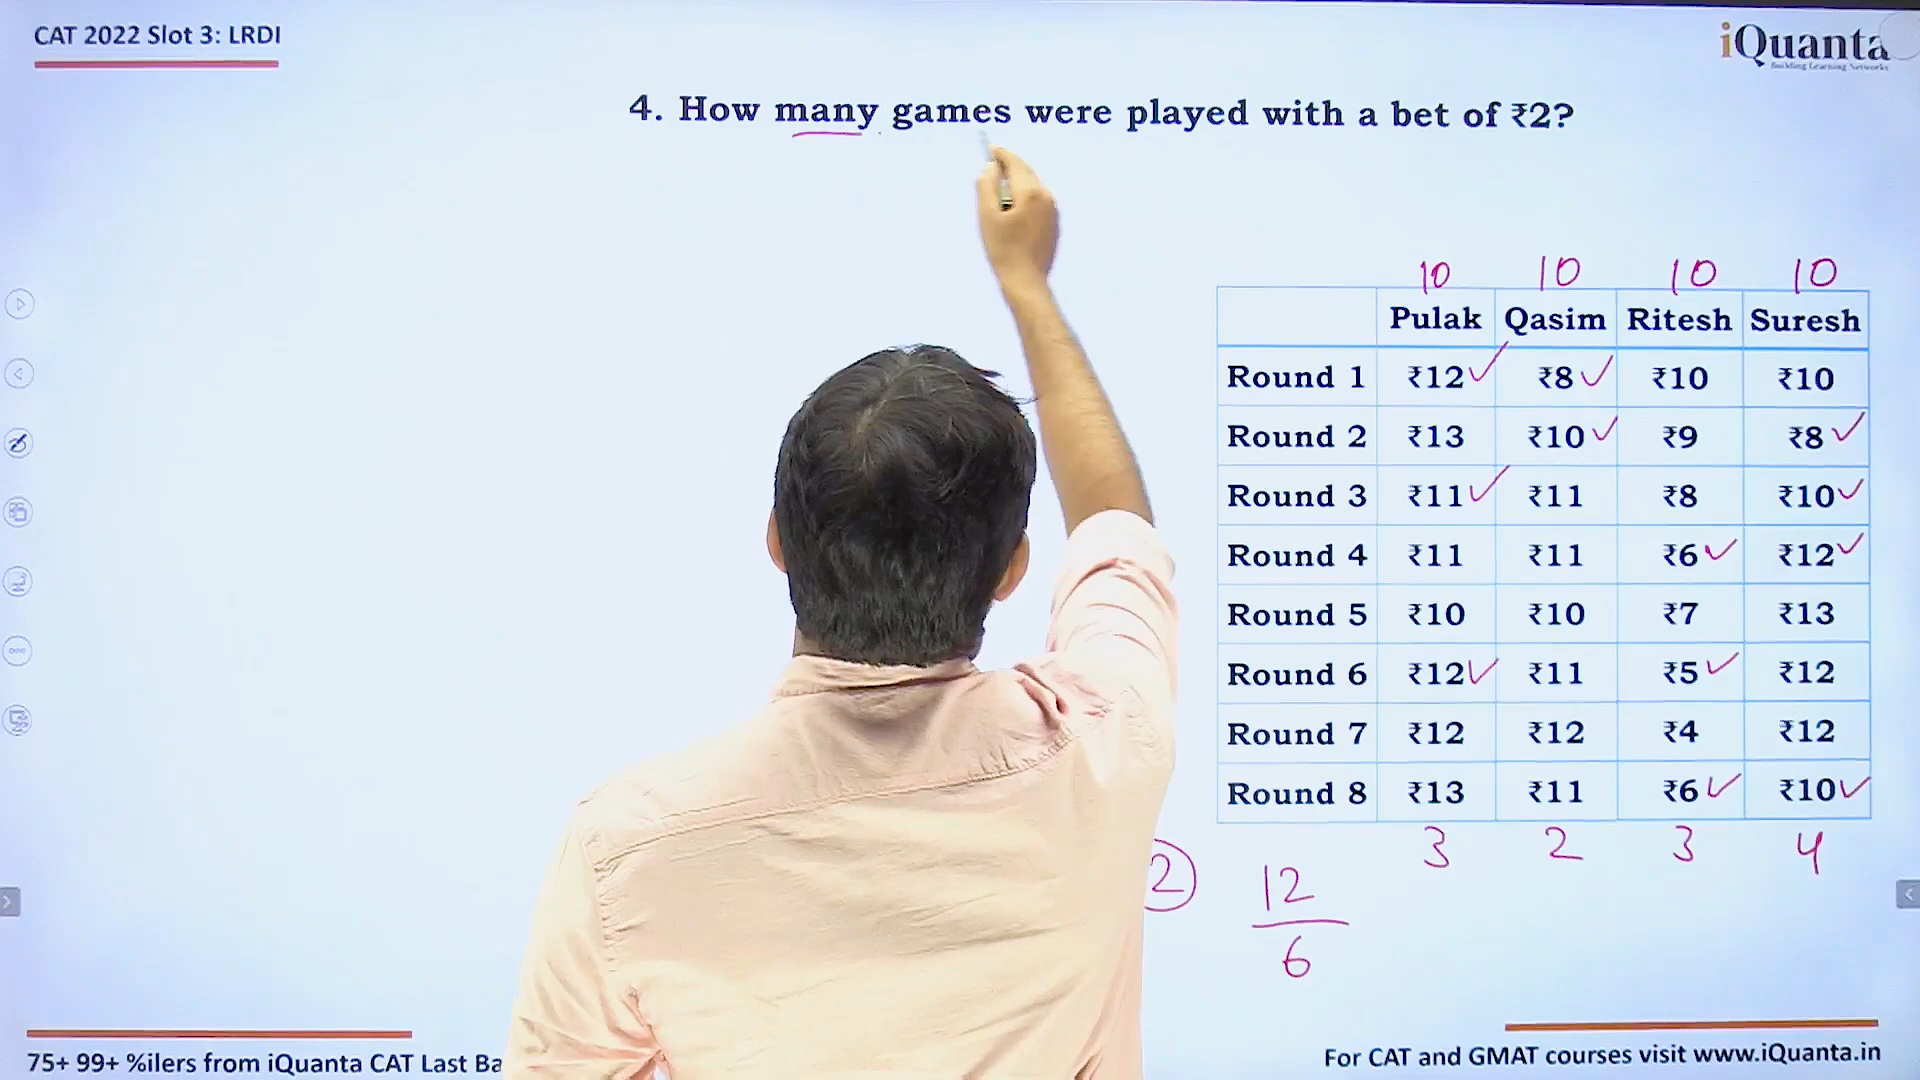 CAT 2022 Slot 3: LRDI
iQuanta
Building Learning Networks
4. How many games were played with a bet of ₹2?
10 10 10 10
Pulak Qasim Ritesh Suresh
Round 1 ₹12 ✓ ₹8 ✓ ₹10 ₹10
Round 2 ₹13 ₹10 ✓ ₹9 ₹8 ✓
Round 3 ₹11 ✓ ₹11 ₹8 ₹10 ✓
Round 4 ₹11 ₹11 ₹6 ✓ ₹12 ✓
Round 5 ₹10 ₹10 ₹7 ₹13
Round 6 ₹12 ✓ ₹11 ₹5 ✓ ₹12
Round 7 ₹12 ₹12 ₹4 ₹12
Round 8 ₹13 ₹11 ₹6 ✓ ₹10 ✓
3 2 3 4
2 12
6
75+ 99+ %ilers from iQuanta CAT Last Ba
For CAT and GMAT courses visit www.iQuanta.in